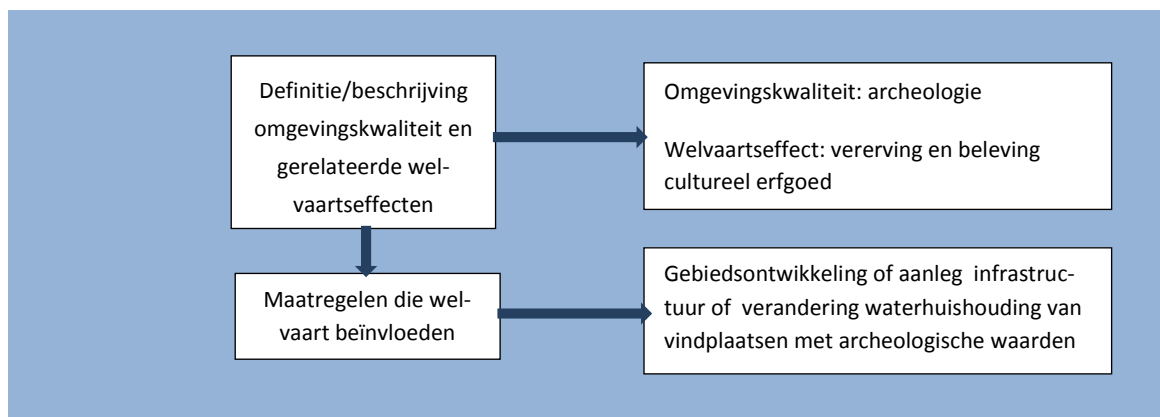 Definitie/beschrijving
omgevingskwaliteit en
gerelateerde wel-
vaartseffecten
Omgevingskwaliteit: archeologie
Welvaartseffect: vererving en beleving
cultureel erfgoed
Maatregelen die wel-
vaart beïnvloeden
Gebiedsontwikkeling of aanleg infrastruc-
tuur of verandering waterhuishouding van
vindplaatsen met archeologische waarden